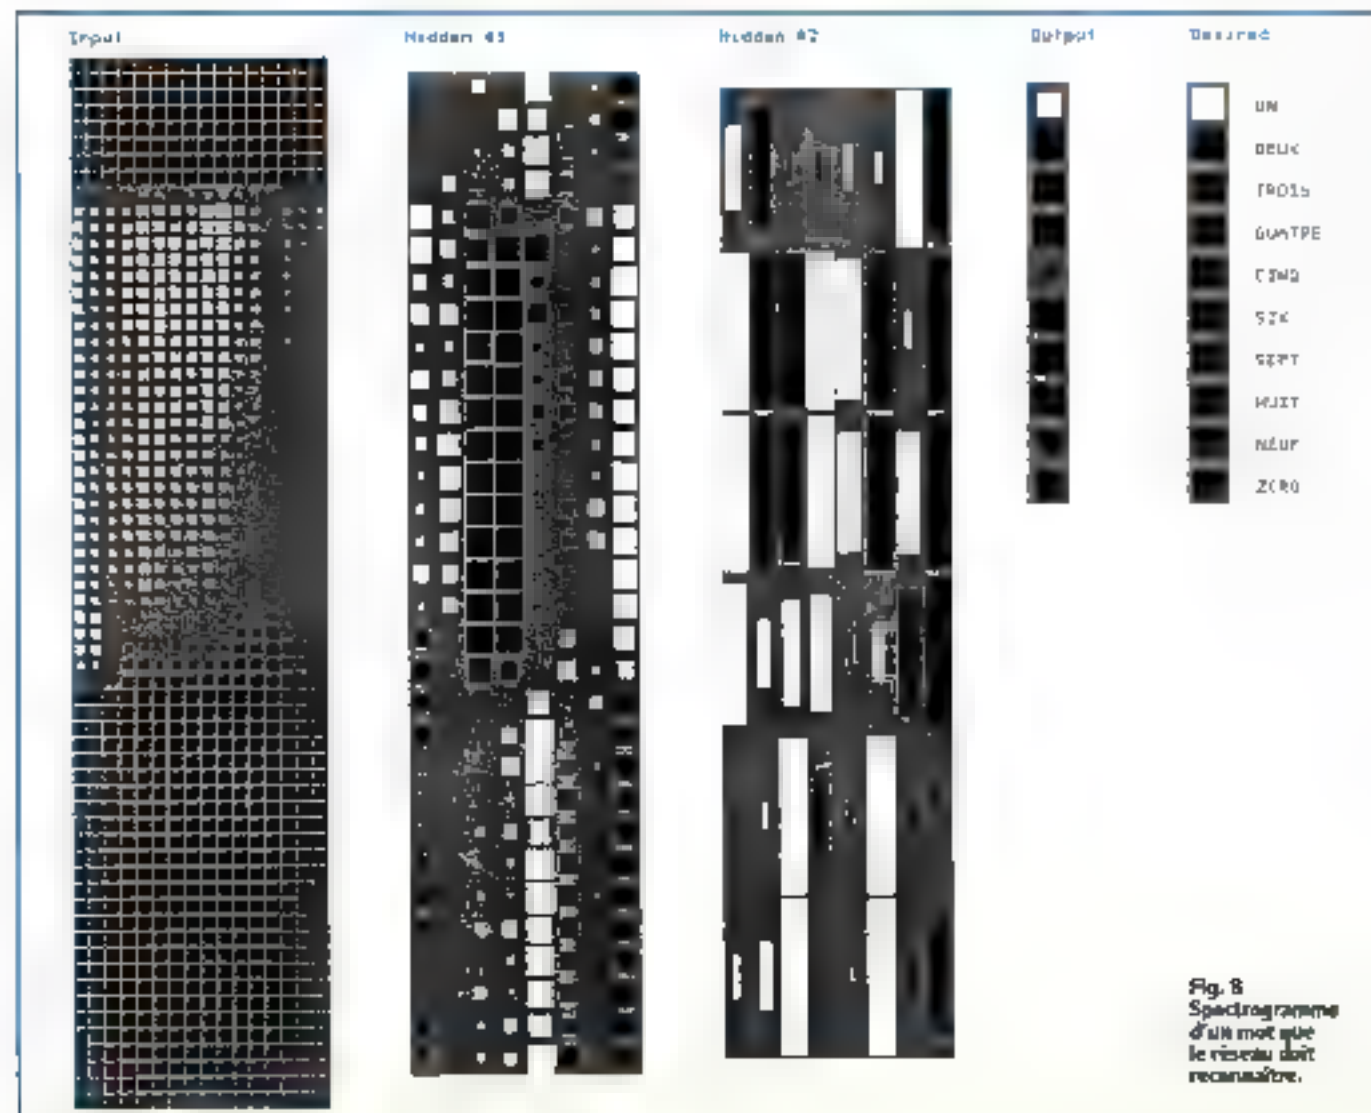 Input
Hidden #1
Hidden #2
Output
Desired
UN
DEUX
TROIS
QUATRE
CINQ
SIX
SEPT
HUIT
NEUF
ZERO
Fig. 8
Spectrogramme
d'un mot que
le réseau doit
reconnaître.